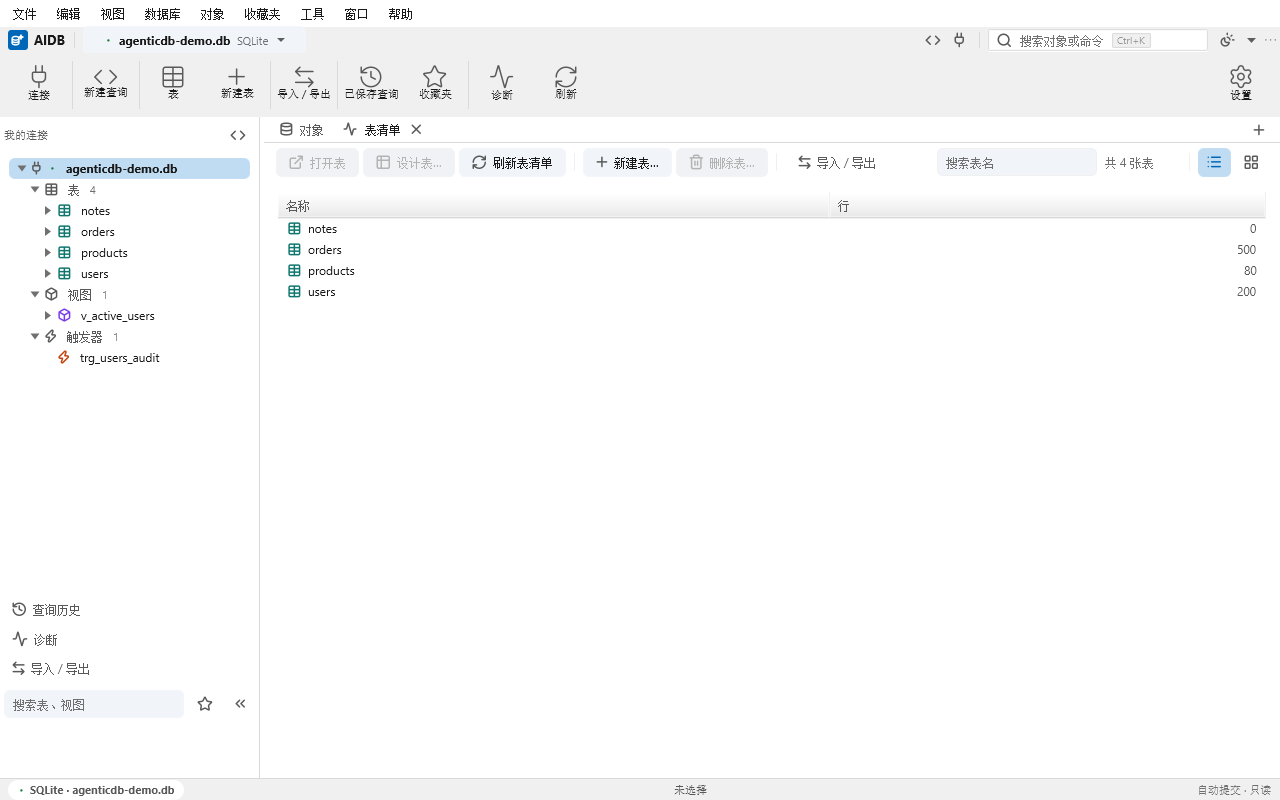 文件 编辑 视图 数据库 对象 收藏夹 工具 窗口 帮助
AIDB agenticdb-demo.db SQLite 搜索对象或命令 Ctrl+K
连接 新建查询 表 新建表 导入 / 导出 已保存查询 收藏夹 诊断 刷新 设置
我的连接
agenticdb-demo.db
表 4
notes
orders
products
users
视图 1
v_active_users
触发器 1
trg_users_audit
查询历史
诊断
导入 / 导出
搜索表、视图
对象 表清单
打开表 设计表... 刷新表清单 新建表... 删除表... 导入 / 导出 搜索表名 共 4 张表
名称 行
notes 0
orders 500
products 80
users 200
SQLite · agenticdb-demo.db 未选择 自动提交 · 只读